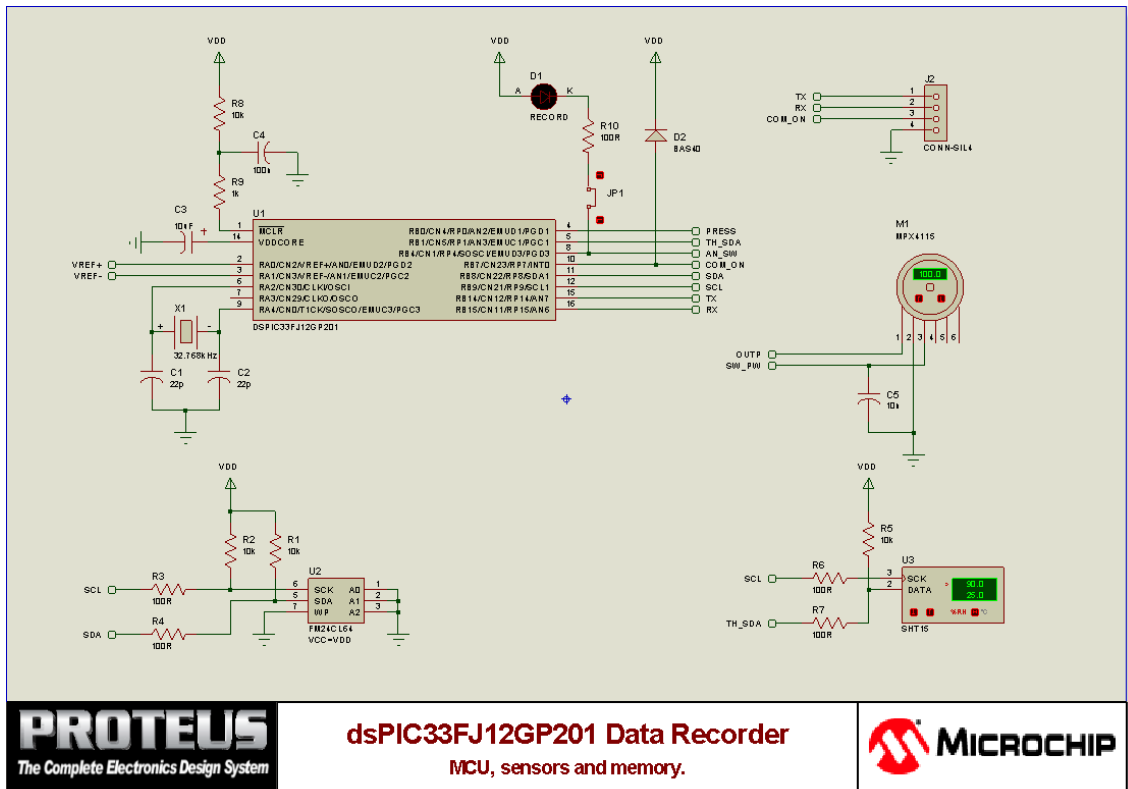 VDD
R8
10k
C4
100n
R9
1k
C3
10uF
+
VREF+
VREF-
X1
+ -
32.768kHz
C1
22p
C2
22p
U1
1 MCLR
14 VDDCORE
2 RA0/CN2/VREF+/AN0/EMUD2/PGD2
3 RA1/CN3/VREF-/AN1/EMUC2/PGC2
6 RA2/CN30/CLKI/OSCI
7 RA3/CN29/CLKO/OSCO
9 RA4/CN0/T1CK/SOSCO/EMUC3/PGC3
RB0/CN4/RP0/AN2/EMUD1/PGD1 4 PRESS
RB1/CN5/RP1/AN3/EMUC1/PGC1 5 TH_SDA
RB4/CN1/RP4/SOSCI/EMUD3/PGD3 8 AN_SW
RB7/CN23/RP7/INT0 10 COM_ON
RB8/CN22/RP8/SDA1 11 SDA
RB9/CN21/RP9/SCL1 12 SCL
RB14/CN12/RP14/AN7 15 TX
RB15/CN11/RP15/AN6 16 RX
DSPIC33FJ12GP201
VDD
D1
A K
RECORD
R10
100R
JP1
VDD
D2
BAS40
J2
TX 1
RX 2
COM_ON 3
4
CONN-SIL4
M1
MPX4115
100.0
1 2 3 4 5 6
OUTP
SW_PW
C5
10n
VDD
R2
10k
R1
10k
U2
SCL
R3
100R
SDA
R4
100R
6 SCK A0 1
5 SDA A1 2
7 WP A2 3
FM24CL64
VCC=VDD
VDD
R5
10k
U3
SCL
R6
100R
TH_SDA
R7
100R
3 SCK
2 DATA
> 90.0
25.0
%RH °C
SHT15
PROTEUS
The Complete Electronics Design System
dsPIC33FJ12GP201 Data Recorder
MCU, sensors and memory.
MICROCHIP